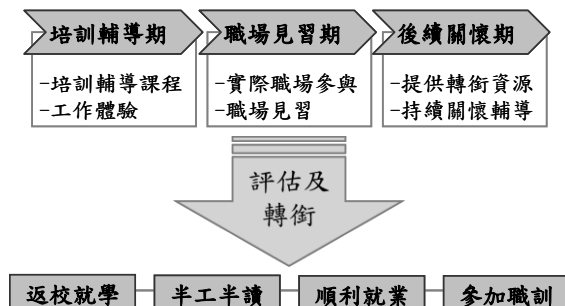 培訓輔導期
職場見習期
後續關懷期
-培訓輔導課程
-工作體驗
-實際職場參與
-職場見習
-提供轉銜資源
-持續關懷輔導
評估及
轉銜
返校就學
半工半讀
順利就業
參加職訓